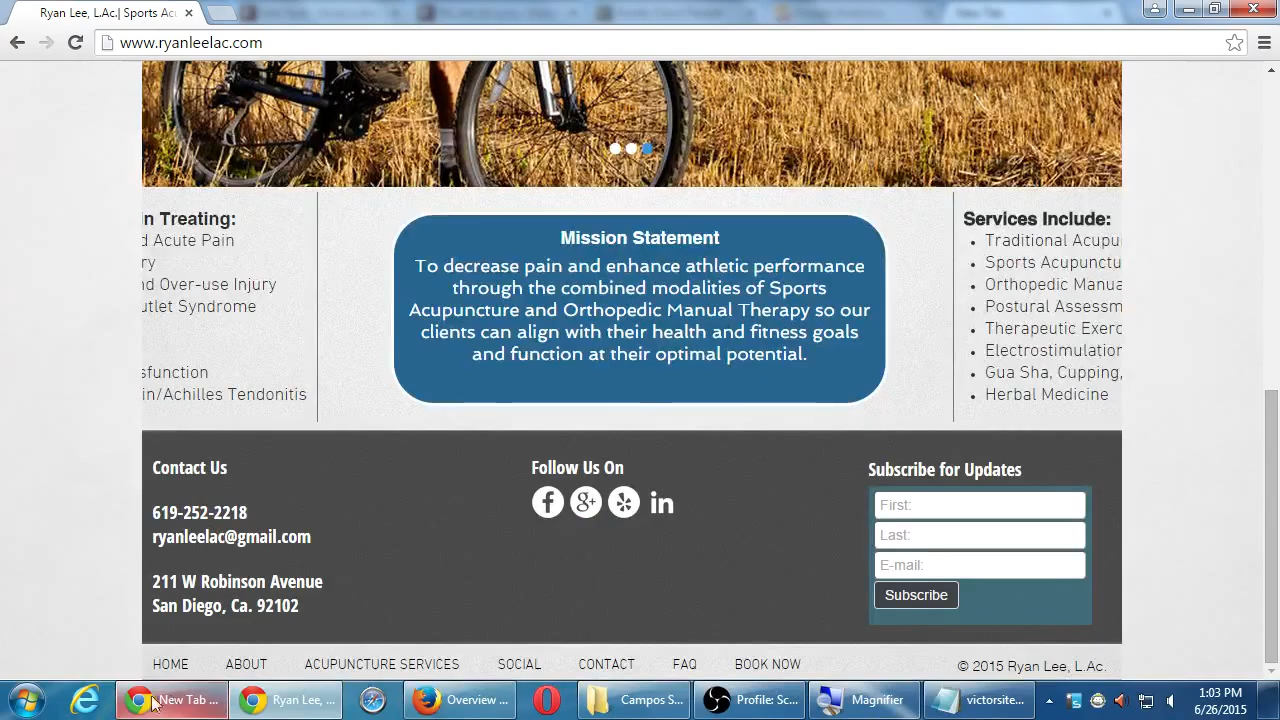 Ryan Lee, L.Ac.| Sports Acu
New Tab
www.ryanleelac.com
n Treating:
d Acute Pain
ry
nd Over-use Injury
utlet Syndrome
sfunction
in/Achilles Tendonitis
Mission Statement
To decrease pain and enhance athletic performance
through the combined modalities of Sports
Acupuncture and Orthopedic Manual Therapy so our
clients can align with their health and fitness goals
and function at their optimal potential.
Services Include:
Traditional Acupu
Sports Acupunctu
Orthopedic Manua
Postural Assessm
Therapeutic Exerc
Electrostimulation
Gua Sha, Cupping,
Herbal Medicine
Contact Us
619-252-2218
ryanleelac@gmail.com
211 W Robinson Avenue
San Diego, Ca. 92102
Follow Us On
Subscribe for Updates
First:
Last:
E-mail:
Subscribe
HOME ABOUT ACUPUNCTURE SERVICES SOCIAL CONTACT FAQ BOOK NOW
© 2015 Ryan Lee, L.Ac.
New Tab ... Ryan Lee, ... Overview ... Campos S... Profile: Sc... Magnifier victorsite...
1:03 PM
6/26/2015